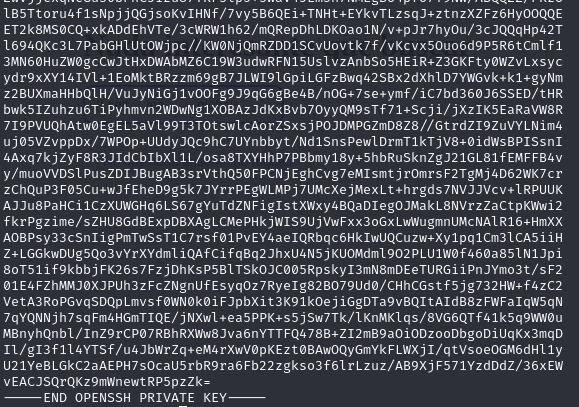 lB5Ttoru4f1sNpjjQGjsoKvIHNf/7vy5B6QEi+TNHt+EYkvTLzsqJ+ztnzXZFz6HyOOQQE
ET2k8MS0CQ+xkADdEhVTe/3cWRW1h62/mQRepDhLDKOao1N/v+pJr7hyOu/3cJQQqHp42T
l694QKc3L7PabGHlUtOWjpc//KW0NjQmRZDD1SCvUovtk7f/vKcvx5Ouo6d9P5R6tCmlf1
3MN60HuZW0gcCwJtHxDWAbMZ6C19W3udwRFN15UslvzAnbSo5HEiR+Z3GKFty0WZvLxsyc
ydr9xXY14IVl+1EoMktBRzzm69gB7JLWI9lGpiLGFzBwq42SBx2dXhlD7YWGvk+k1+gyNm
z2BUXmaHHbQlH/VuJyNiGj1vOOFg9J9qG6gBe4B/nOG+7se+ymf/iC7bd360J6SSED/tHR
bwk5IZuhzu6TiPyhmvn2WDwNg1XOBAzJdKxBvb7OyyQM9sTf71+Scji/jXzIK5EaRaVW8R
7I9PVUQhAtw0EgEL5aVl99T3TOtswlcAorZSxsjPOJDMPGZmD8Z8//GtrdZI9ZuVYLNim4
uj05VZvppDx/7WPOp+UUdyJQc9hC7UYnbbyt/Nd1SnsPewlDrmT1kTjV8+0idWsBPISsnI
4Axq7kjZyF8R3JIdCbIbXl1L/osa8TXYHhP7PBbmy18y+5hbRuSknZgJ21GL81fEMFFB4v
y/muoVVDSlPusZDIJBugAB3srVthQ50FPCNjEghCvg7eMIsmtjrOmrsF2TgMj4D62WK7cr
zChQuP3F05Cu+wJfEheD9g5k7JYrrPEgWLMPj7UMcXejMexLt+hrgds7NVJJVcv+lRPUUK
AJJu8PaHCi1CzXUWGHq6LS67gYuTdZNFigIstXWxy4BQaDIegOJMakL8NVrzZaCtpKWwi2
fkrPgzime/sZHU8GdBExpDBXAgLCMePHkjWIS9UjVwFxx3oGxLwWugmnUMcNAlR16+HmXX
AOBPsy33cSnIigPmTwSsT1C7rsf01PvEY4aeIQRbqc6HkIwUQCuzw+Xy1pq1Cm3lCA5iiH
Z+LGGkwDUg5Qo3vYrXYdmliQAfCifqBq2JhxU4N5jKUOMdml9O2PLU1W0f460a85lN1Jpi
8oT51if9kbbjFK26s7FzjDhKsP5BlTSkOJC005RpskyI3mN8mDEeTURGiiPnJYmo3t/sF2
01E4FZhMMJ0XJPUh3zFcZNgnUfEsyqOz7RyeIg82BO79Ud0/CHhCGstf5jg732HW+f4zC2
VetA3RoPGvqSDQpLmvsf0WN0k0iFJpbXit3K91kOejiGgDTa9vBQItAIdB8zFWFaIqW5qN
7qYQNNjh7sqFm4HGmTIQE/jNXwl+ea5PPK+s5jSw7Tk/lKnMKlqs/8VG6QTf41k5q9WW0u
MBnyhQnbl/InZ9rCP07RBhRXWw8Jva6nYTTFQ478B+ZI2mB9aOiODzooDbgoDiUqKx3mqD
Il/gI3f1l4YTSf/u4JbWrZq+eM4rXwV0pKEzt0BAwOQyGmYkFLWXjI/qtVsoeOGM6dHl1y
U21YeBLGkC2aAEPH7sOcaU5rbR9ra6Fb22zgkso3f6lrLzuz/AB9XjF571YzdDdZ/36xEW
vEACJSQrQKz9mWnewtRP5pzZk=
-----END OPENSSH PRIVATE KEY-----